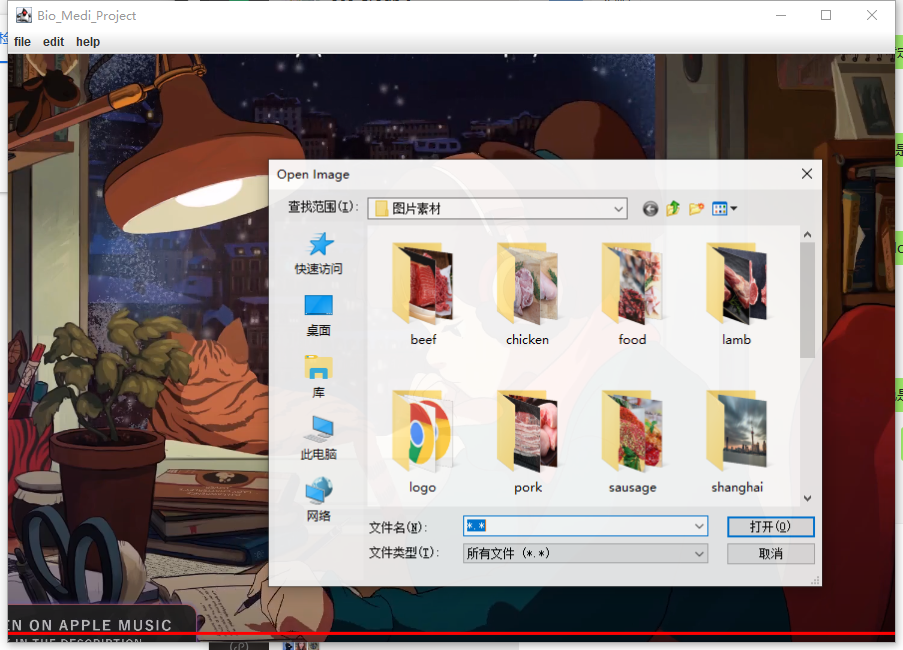 Bio_Medi_Project
file edit help
Open Image
查找范围(I):
图片素材
快速访问
桌面
库
此电脑
网络
beef
chicken
food
lamb
logo
pork
sausage
shanghai
文件名(N):
*.*
打开(O)
文件类型(T):
所有文件 (*.*)
取消
EN ON APPLE MUSIC
K IN THE DESCRIPTION